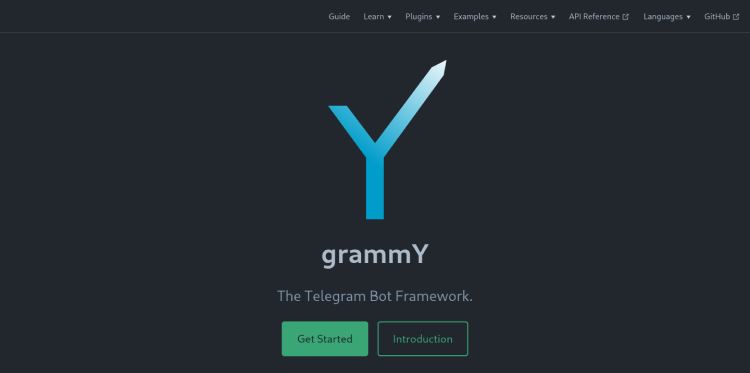 Guide Learn Plugins Examples Resources API Reference Languages GitHub
grammY
The Telegram Bot Framework.
Get Started Introduction